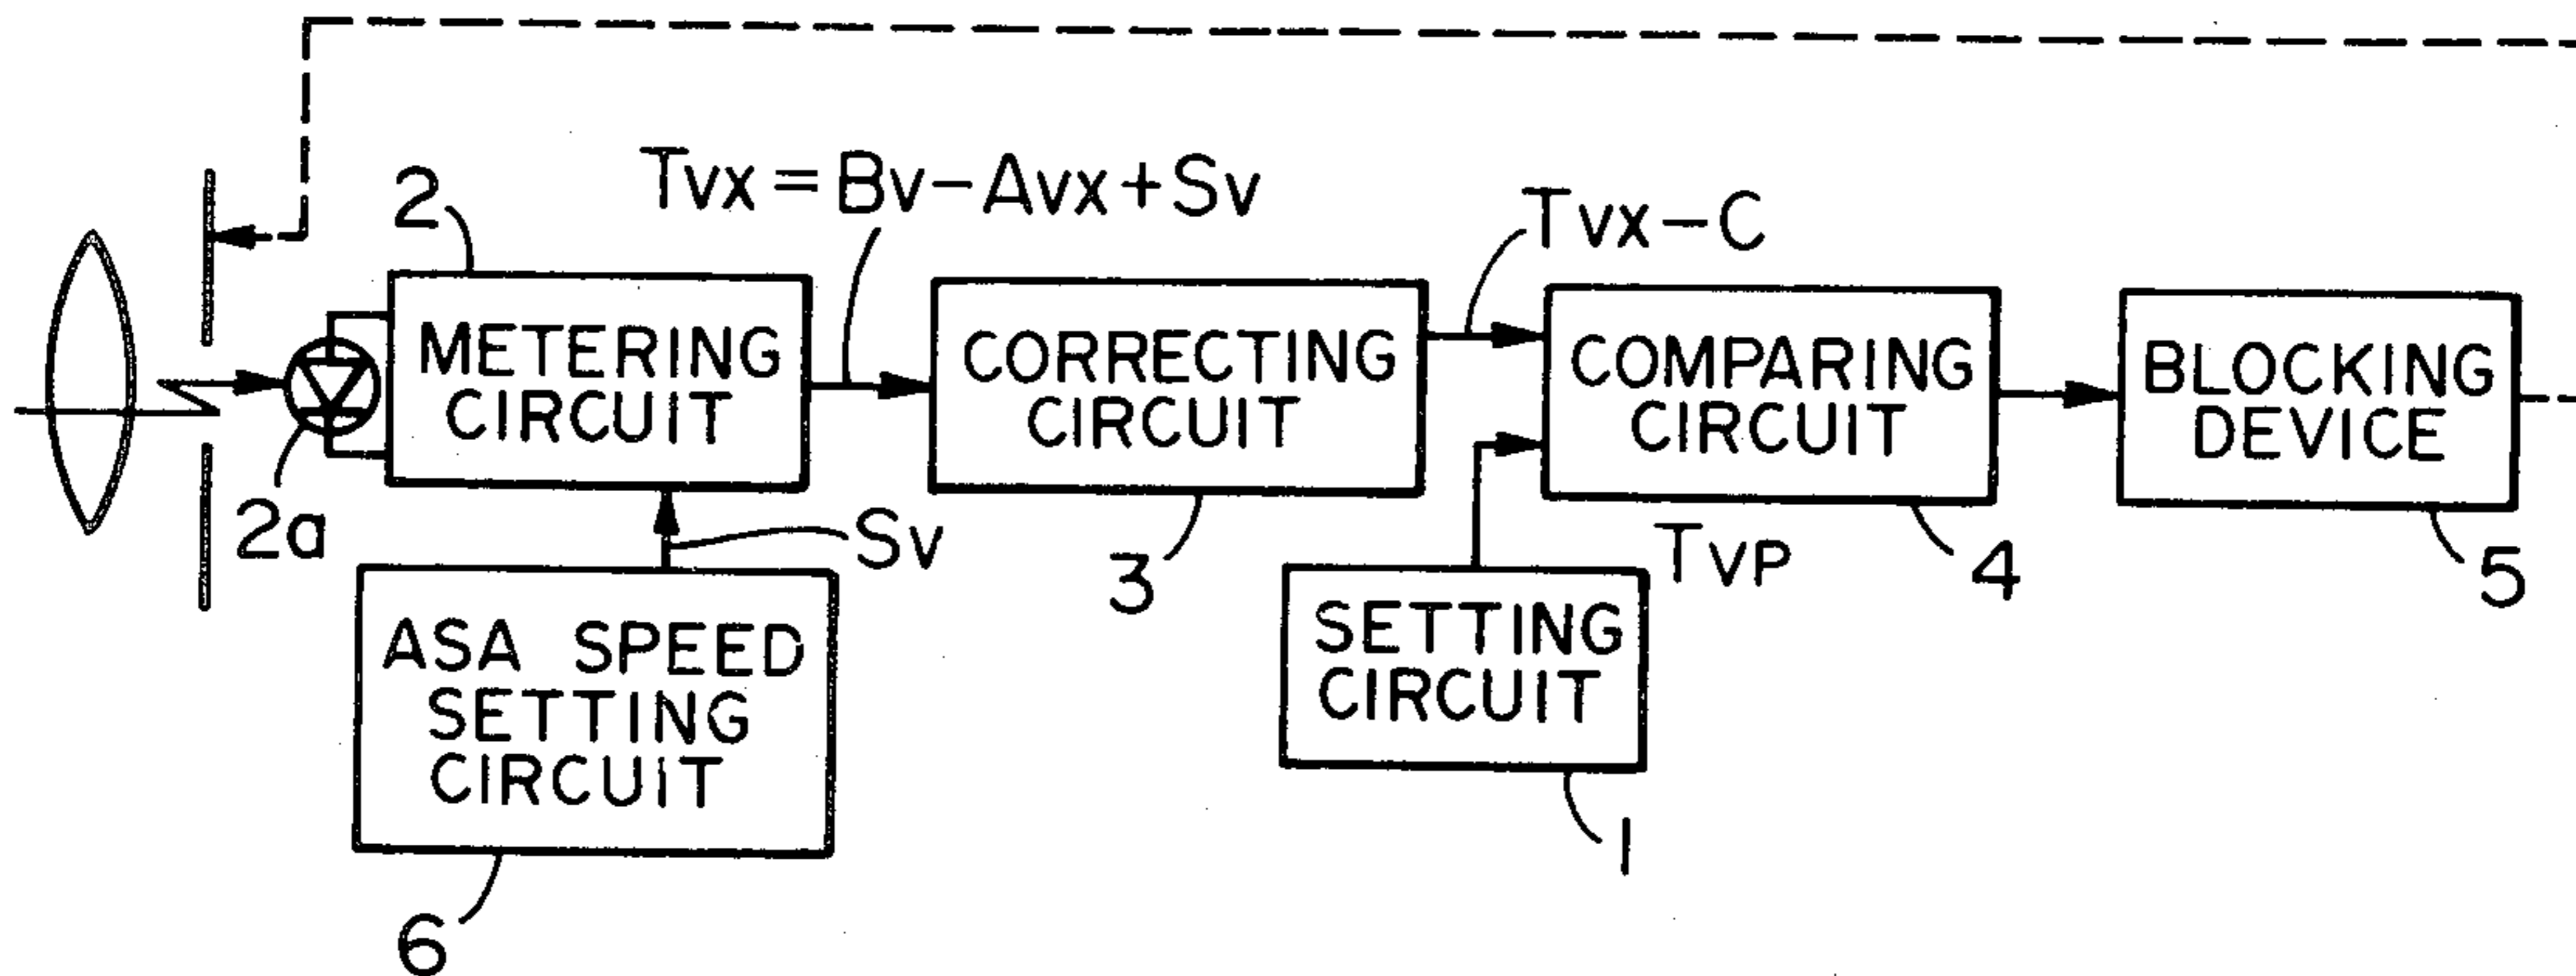 Tvx = Bv - Avx + Sv
Tvx - C
2
METERING
CIRCUIT
CORRECTING
CIRCUIT
COMPARING
CIRCUIT
BLOCKING
DEVICE
2a
Sv
3
TvP
4
5
ASA SPEED
SETTING
CIRCUIT
SETTING
CIRCUIT
1
6